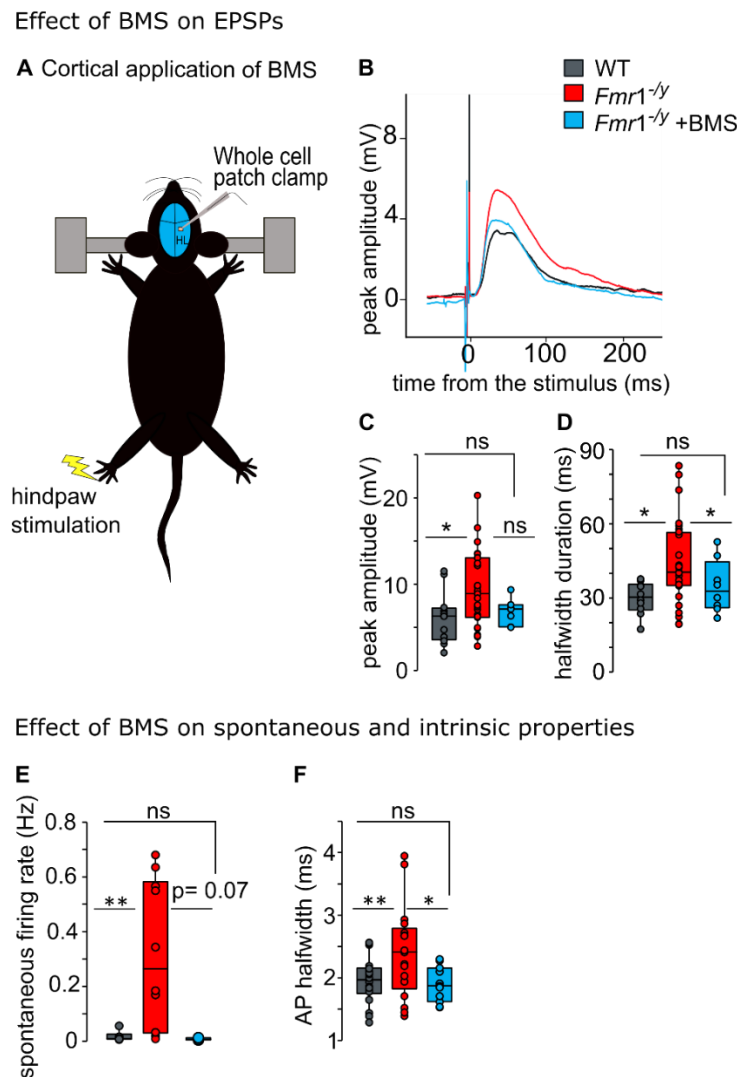 Effect of BMS on EPSPs
A Cortical application of BMS
Whole cell
patch clamp
HL
hindpaw
stimulation
B
WT
Fmr1-/y
Fmr1-/y +BMS
peak amplitude (mV)
8
4
0
0 100 200
time from the stimulus (ms)
C
peak amplitude (mV)
20
10
0
ns
* ns
D
halfwidth duration (ms)
90
60
30
0
ns
* *
Effect of BMS on spontaneous and intrinsic properties
E
spontaneous firing rate (Hz)
0.8
0.6
0.4
0.2
0
ns
** p= 0.07
F
AP halfwidth (ms)
4
3
2
1
ns
** *